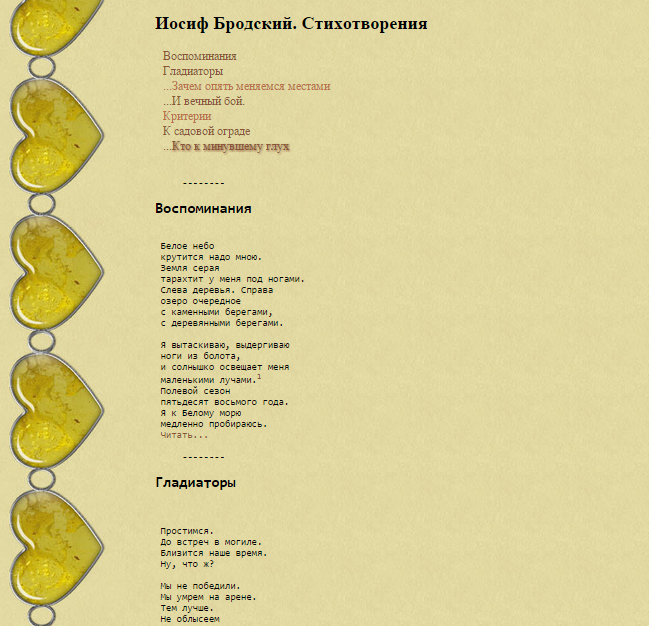 Иосиф Бродский. Стихотворения
Воспоминания
Гладиаторы
...Зачем опять меняемся местами
...И вечный бой.
Критерии
К садовой ограде
...Кто к минувшему глух
--------
Воспоминания
Белое небо
крутится надо мною.
Земля серая
тарахтит у меня под ногами.
Слева деревья. Справа
озеро очередное
с каменными берегами,
с деревянными берегами.
Я вытаскиваю, выдергиваю
ноги из болота,
и солнышко освещает меня
маленькими лучами.¹
Полевой сезон
пятьдесят восьмого года.
Я к Белому морю
медленно пробираюсь.
Читать...
--------
Гладиаторы
Простимся.
До встреч в могиле.
Близится наше время.
Ну, что ж?
Мы не победили.
Мы умрем на арене.
Тем лучше.
Не облысеем